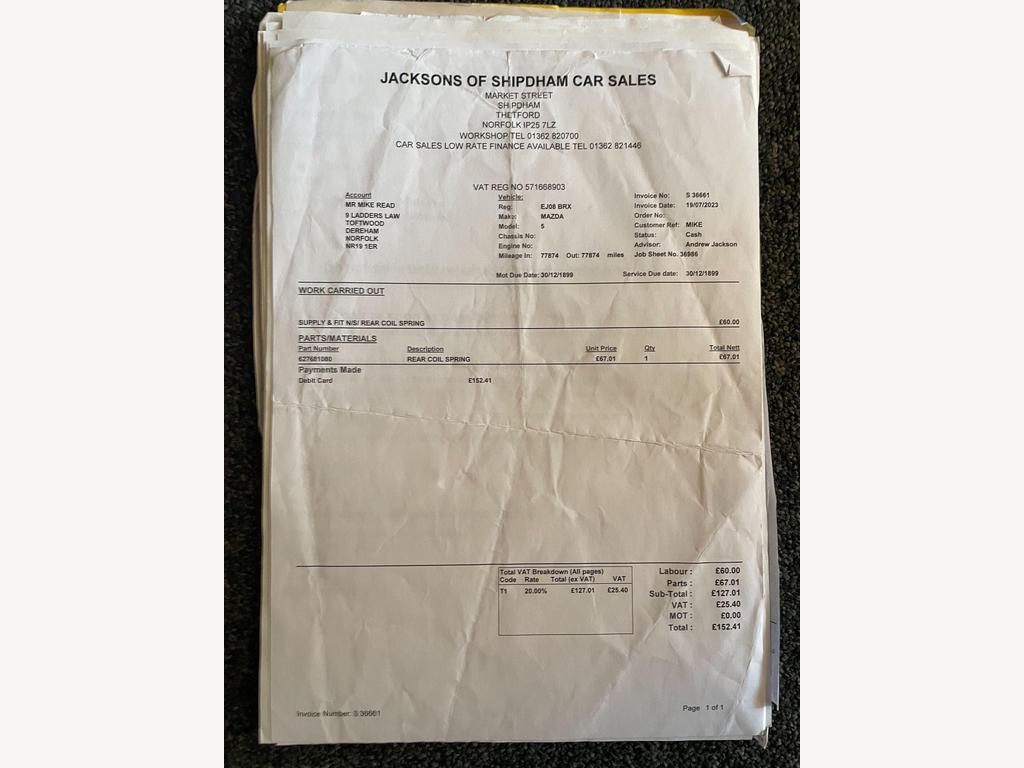 JACKSONS OF SHIPDHAM CAR SALES
MARKET STREET
SHIPDHAM
THETFORD
NORFOLK IP25 7LZ
WORKSHOP TEL 01362 820700
CAR SALES LOW RATE FINANCE AVAILABLE TEL 01362 821446
VAT REG NO 571668903
Account
MR MIKE READ
9 LADDERS LAW
TOFTWOOD
DEREHAM
NORFOLK
NR19 1ER
Vehicle:
Reg: EJ08 BRX
Make: MAZDA
Model: 5
Chassis No:
Engine No:
Mileage In: 77874 Out: 77874 miles
Invoice No: S 36661
Invoice Date: 19/07/2023
Order No:
Customer Ref: MIKE
Status: Cash
Advisor: Andrew Jackson
Job Sheet No. 36986
Mot Due Date: 30/12/1899 Service Due date: 30/12/1899
WORK CARRIED OUT
SUPPLY & FIT N/S/ REAR COIL SPRING £60.00
PARTS/MATERIALS
Part Number Description Unit Price Qty Total Nett
627681080 REAR COIL SPRING £67.01 1 £67.01
Payments Made
Debit Card £152.41
Total VAT Breakdown (All pages)
Code Rate Total (ex VAT) VAT
T1 20.00% £127.01 £25.40
Labour : £60.00
Parts : £67.01
Sub-Total : £127.01
VAT : £25.40
MOT : £0.00
Total : £152.41
Invoice Number: S 36661
Page 1 of 1